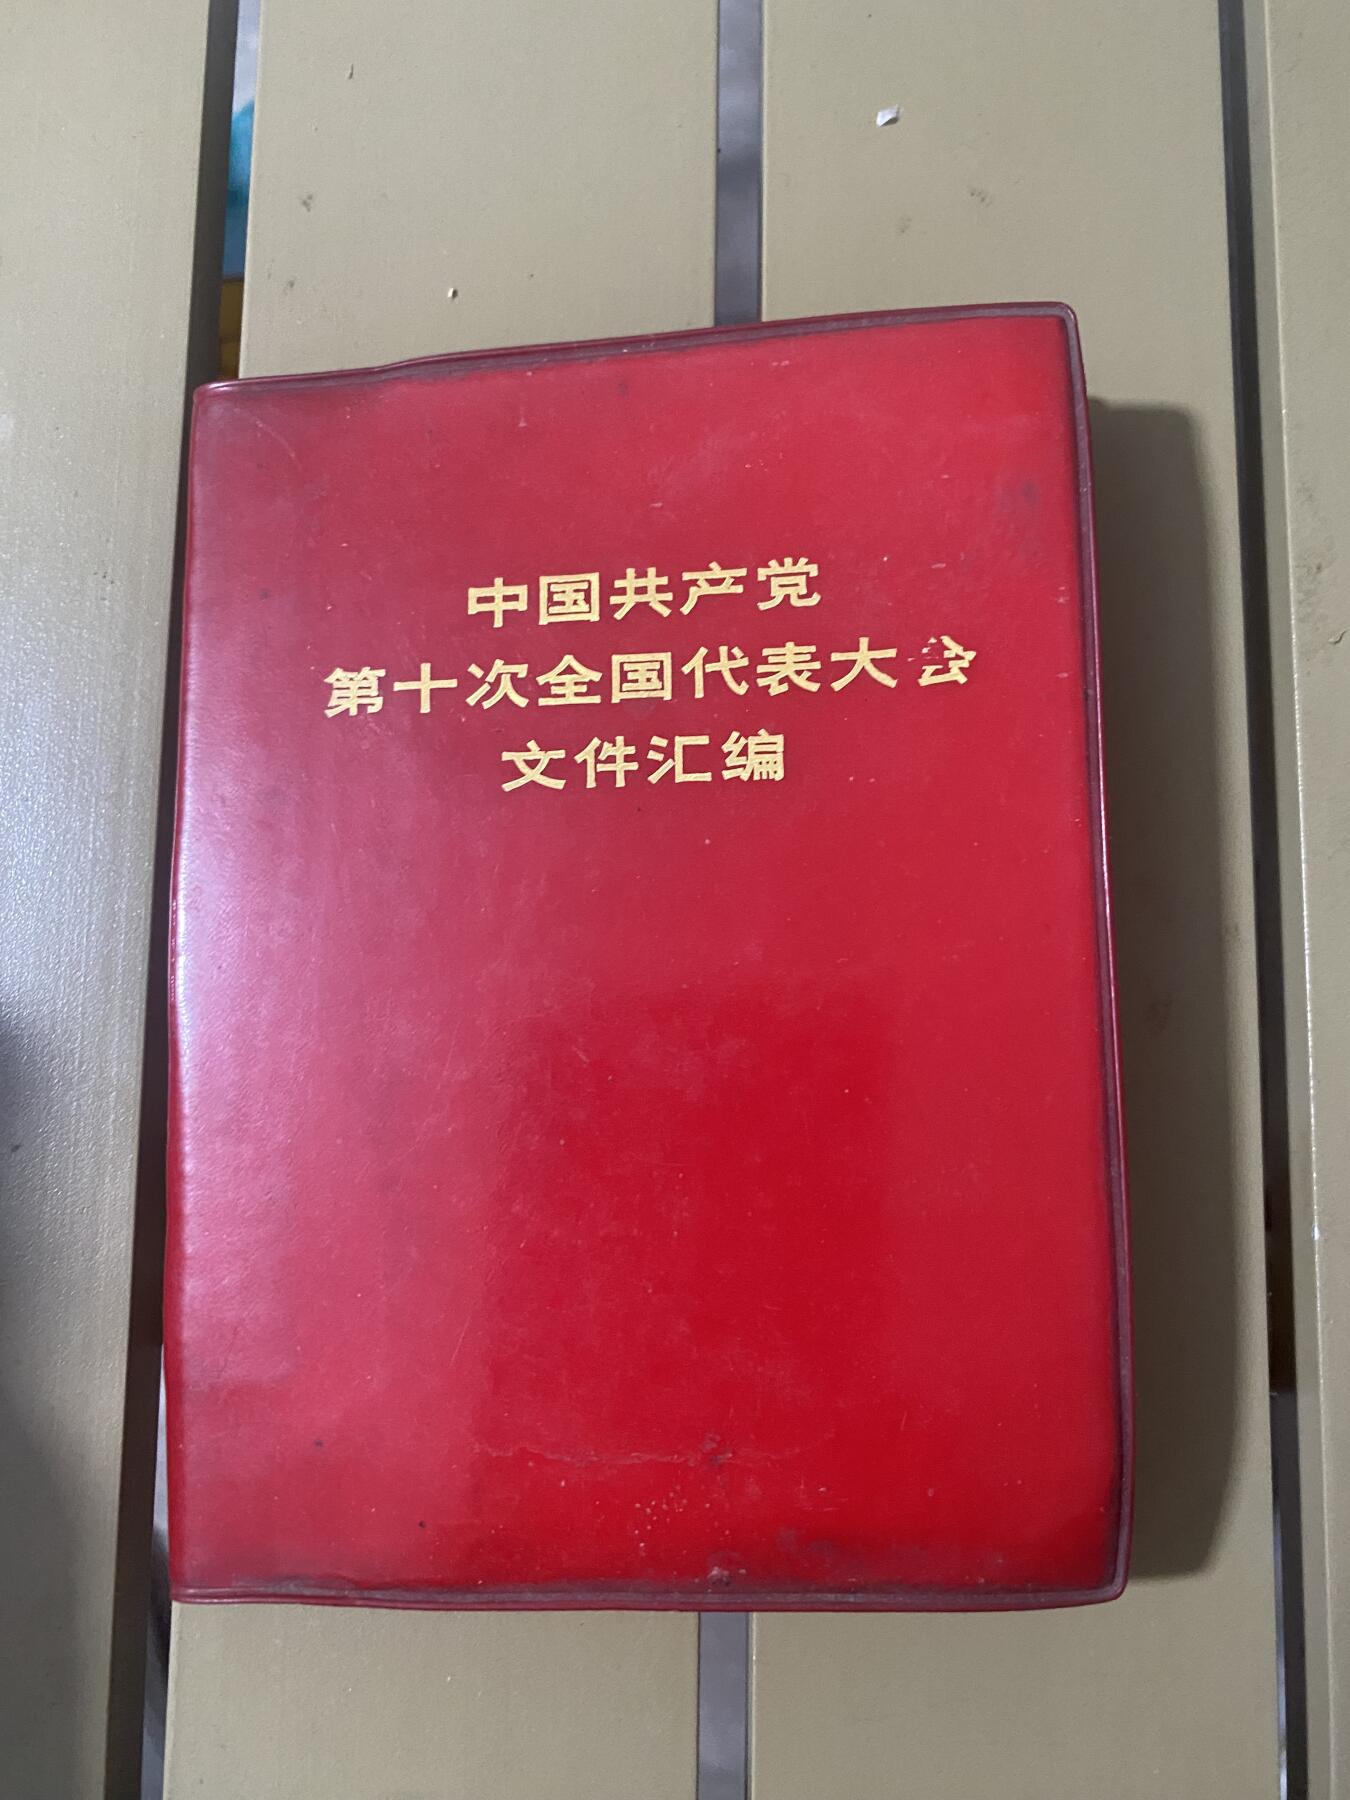 中国共产党
第十次全国代表大会
文件汇编